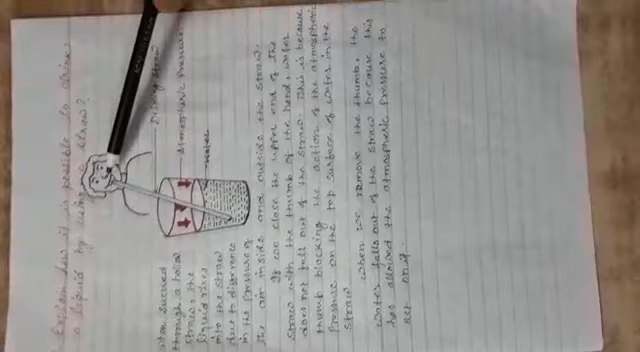 Explain how it is possible to drink
a liquid by using a straw?
Drinking straw
Atmospheric pressure
water
when sucked
through a
straw, the
liquid rises
into the straw
due to difference
in the pressure of
the air inside and outside the straw.
If we close the upper end of the
straw with the thumb of the hand, water
does not fall out of the straw. This is because
thumb blocking the action of the atmospheric
pressure on the top surface of water in the
straw
when we remove the thumb, the
water falls out of the straw because this
has allowed the atmospheric pressure to
act on it.